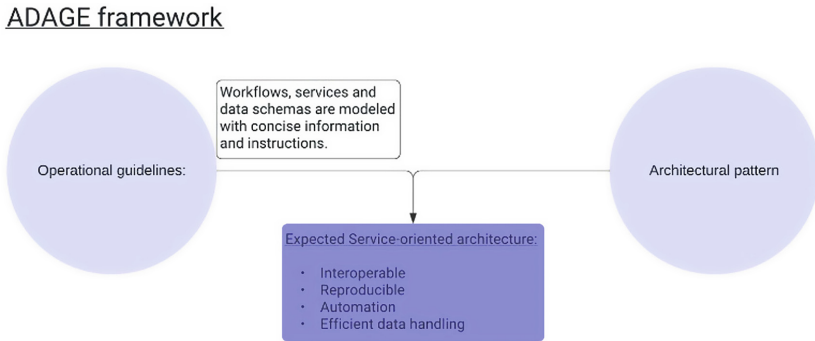 ADAGE framework
Workflows, services and
data schemas are modeled
with concise information
and instructions.
Operational guidelines:
Architectural pattern
Expected Service-oriented architecture:
• Interoperable
• Reproducible
• Automation
• Efficient data handling